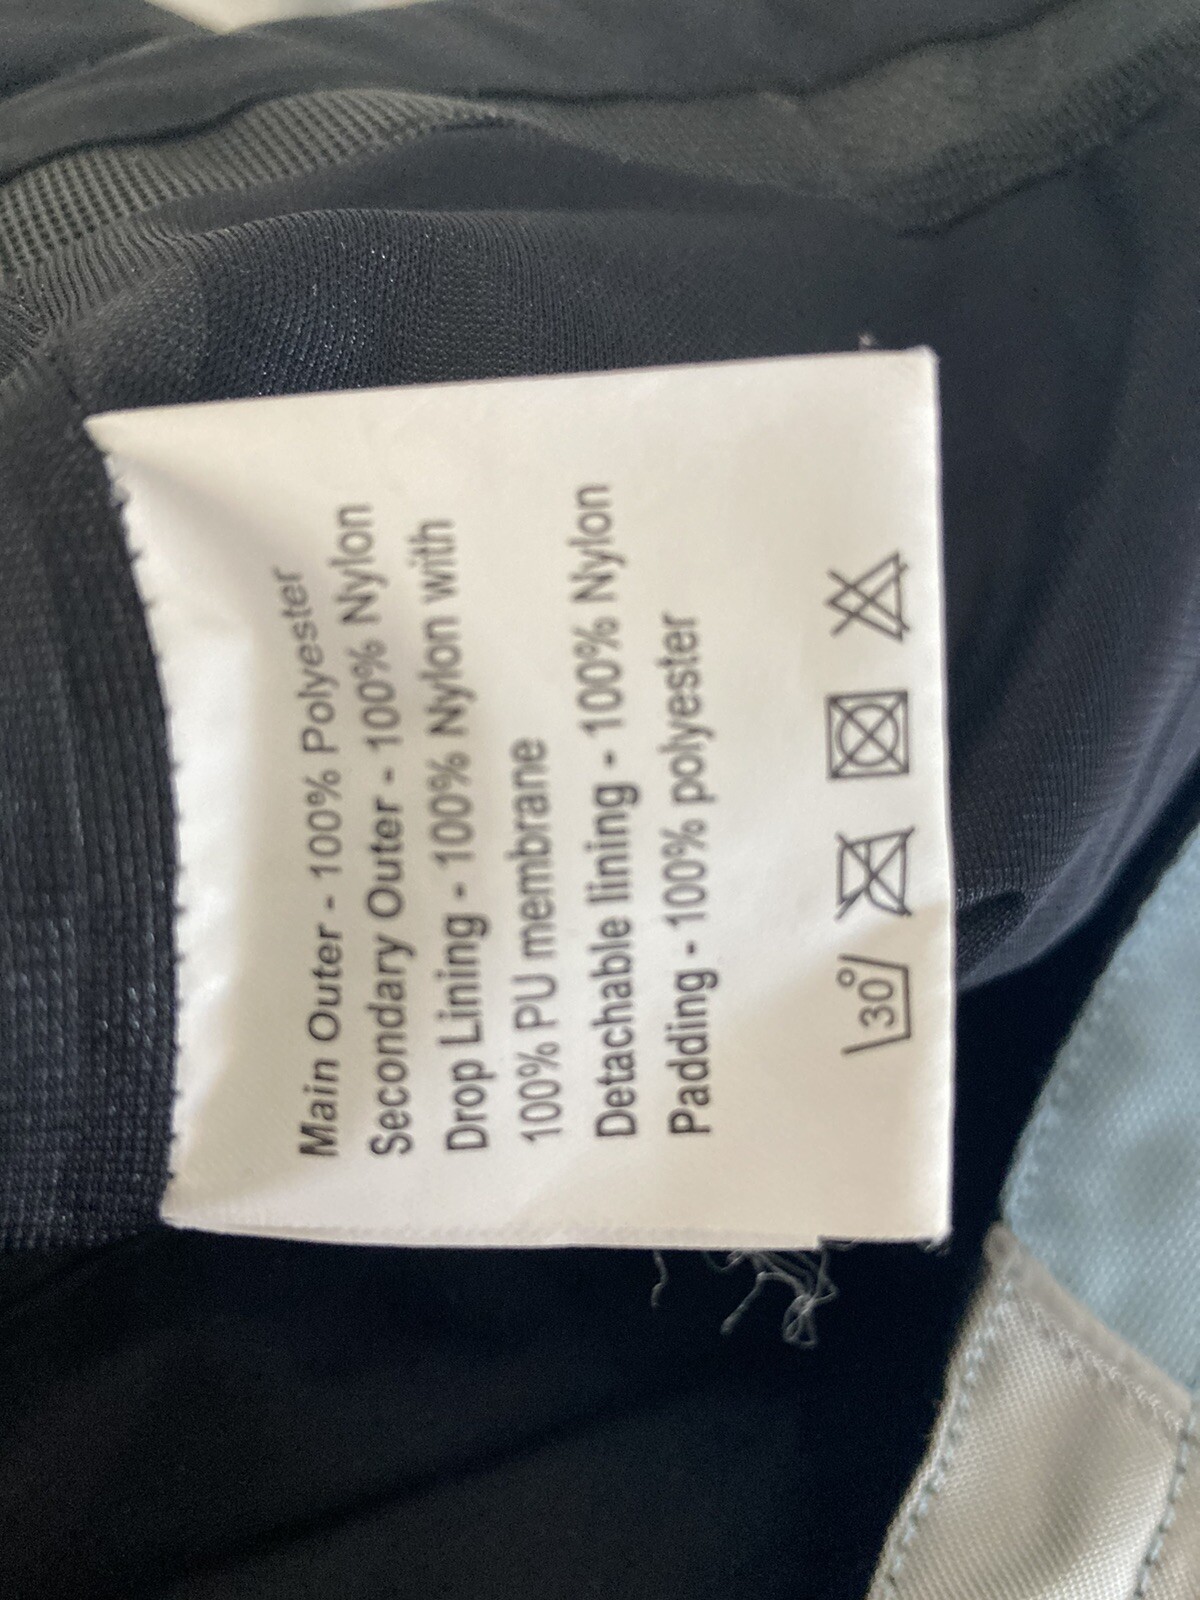 Main Outer - 100% Polyester
Secondary Outer - 100% Nylon
Drop Lining - 100% Nylon with
100% PU membrane
Detachable lining - 100% Nylon
Padding - 100% polyester
30°